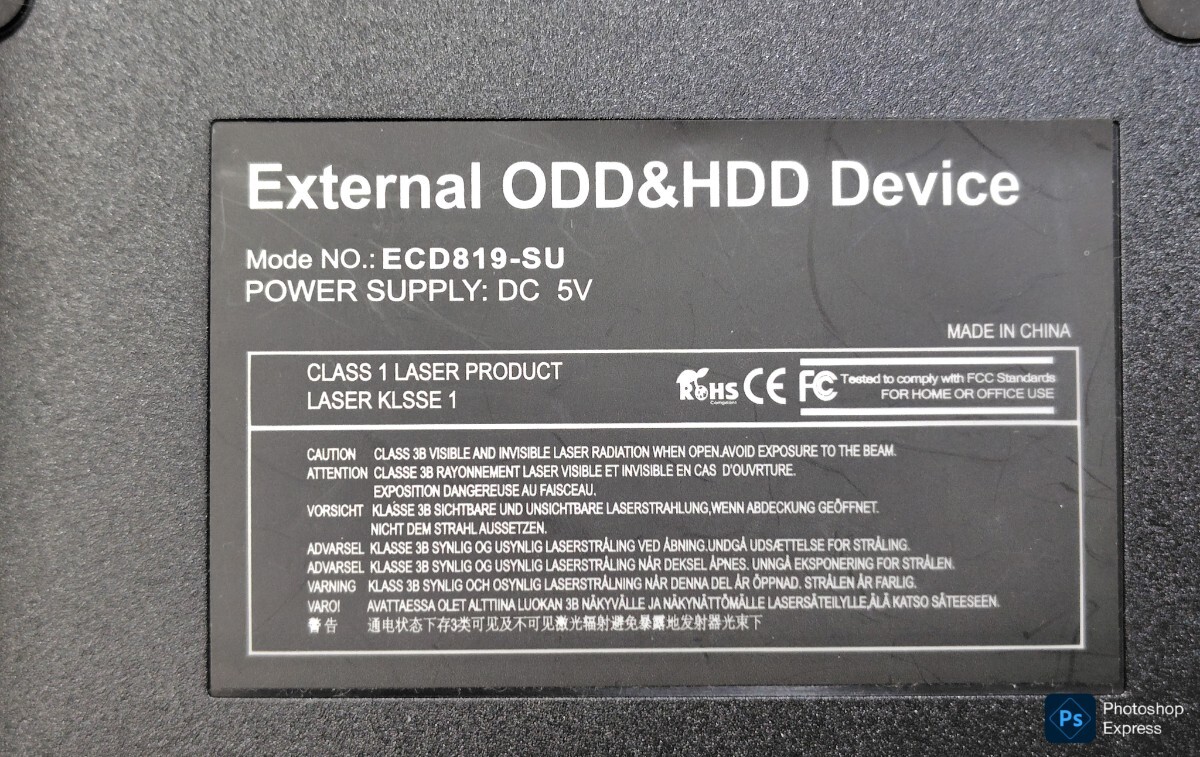 External ODD&HDD Device
Mode NO.: ECD819-SU
POWER SUPPLY: DC 5V
MADE IN CHINA
CLASS 1 LASER PRODUCT
LASER KLSSE 1
RoHS
Compliant
CE FC
Tested to comply with FCC Standards
FOR HOME OR OFFICE USE
CAUTION CLASS 3B VISIBLE AND INVISIBLE LASER RADIATION WHEN OPEN.AVOID EXPOSURE TO THE BEAM.
ATTENTION CLASSE 3B RAYONNEMENT LASER VISIBLE ET INVISIBLE EN CAS D'OUVRTURE.
EXPOSITION DANGEREUSE AU FAISCEAU.
VORSICHT KLASSE 3B SICHTBARE UND UNSICHTBARE LASERSTRAHLUNG,WENN ABDECKUNG GEÖFFNET.
NICHT DEM STRAHL AUSSETZEN.
ADVARSEL KLASSE 3B SYNLIG OG USYNLIG LASERSTRÅLING VED ÅBNING.UNDGÅ UDSÆTTELSE FOR STRÅLING.
ADVARSEL KLASSE 3B SYNLIG OG USYNLIG LASERSTRÅLING NÅR DEKSEL ÅPNES. UNNGÅ EKSPONERING FOR STRÅLEN.
VARNING KLASS 3B SYNLIG OCH OSYNLIG LASERSTRÅLNING NÅR DENNA DEL ÅR ÖPPNAD. STRÅLEN ÅR FARLIG.
VARO! AVATTAESSA OLET ALTTIINA LUOKAN 3B NÄKYVÄLLE JA NÄKYNÄTTÖMÄLLE LASERSÄTEILYLLE,ÄLÄ KATSO SÄTEESEEN.
警告 通电状态下存3类可见及不可见激光辐射避免暴露地发射器光束下
Ps
Photoshop
Express